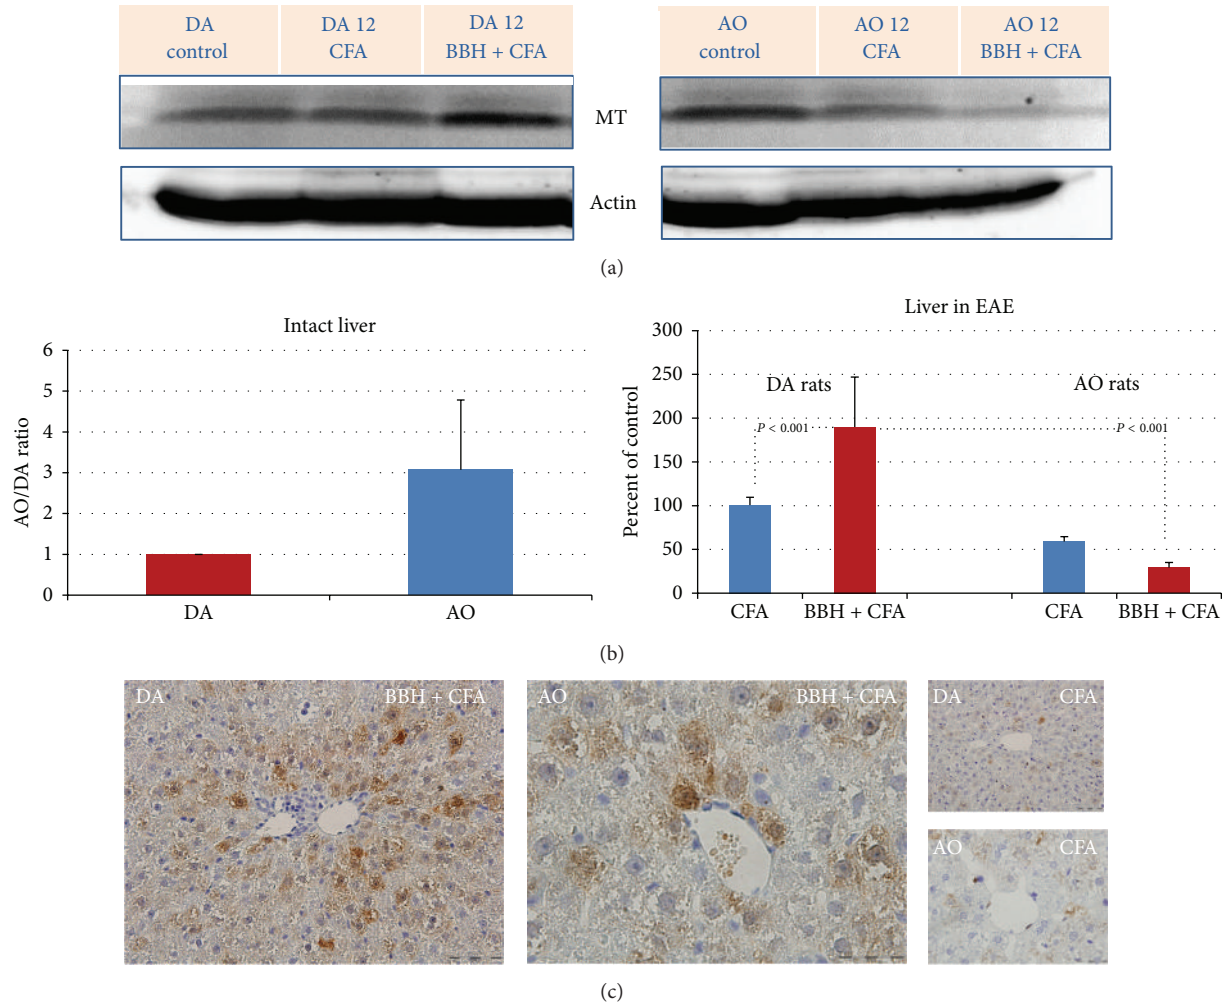 DA
control
DA 12
CFA
DA 12
BBH + CFA
AO
control
AO 12
CFA
AO 12
BBH + CFA
MT
Actin
(a)
Intact liver
AO/DA ratio
6
5
4
3
2
1
0
DA
AO
Liver in EAE
Percent of control
300
250
200
150
100
50
0
DA rats
AO rats
P < 0.001
P < 0.001
CFA
BBH + CFA
CFA
BBH + CFA
(b)
DA
BBH + CFA
AO
BBH + CFA
DA
CFA
AO
CFA
(c)